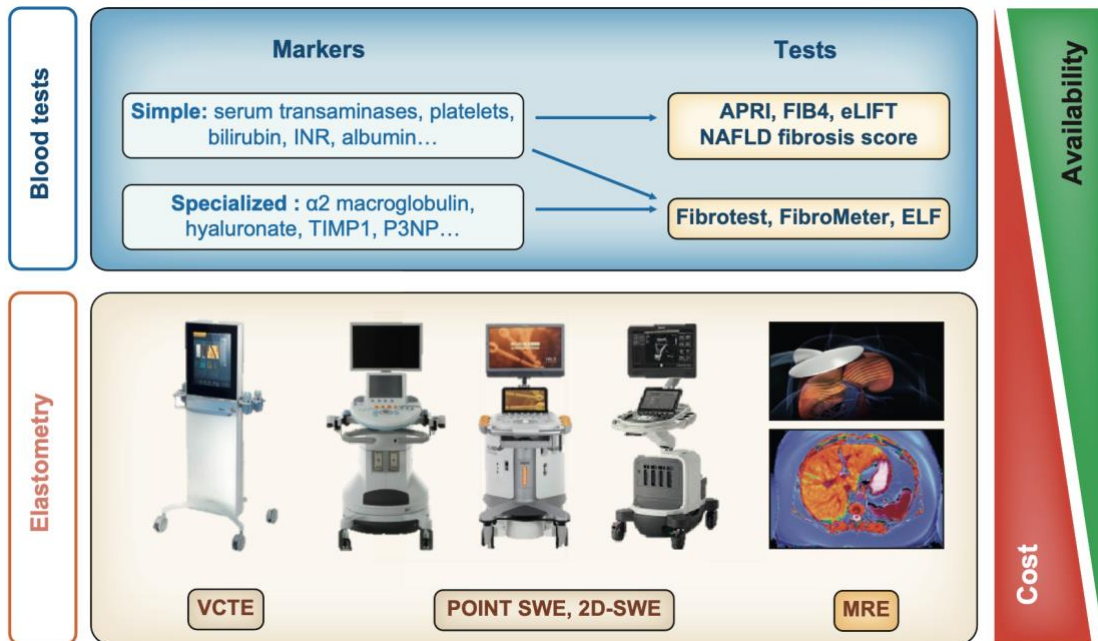 Blood tests
Markers
Tests
Simple: serum transaminases, platelets,
bilirubin, INR, albumin…
APRI, FIB4, eLIFT
NAFLD fibrosis score
Specialized : α2 macroglobulin,
hyaluronate, TIMP1, P3NP…
Fibrotest, FibroMeter, ELF
Elastometry
VCTE
POINT SWE, 2D-SWE
MRE
Availability
Cost